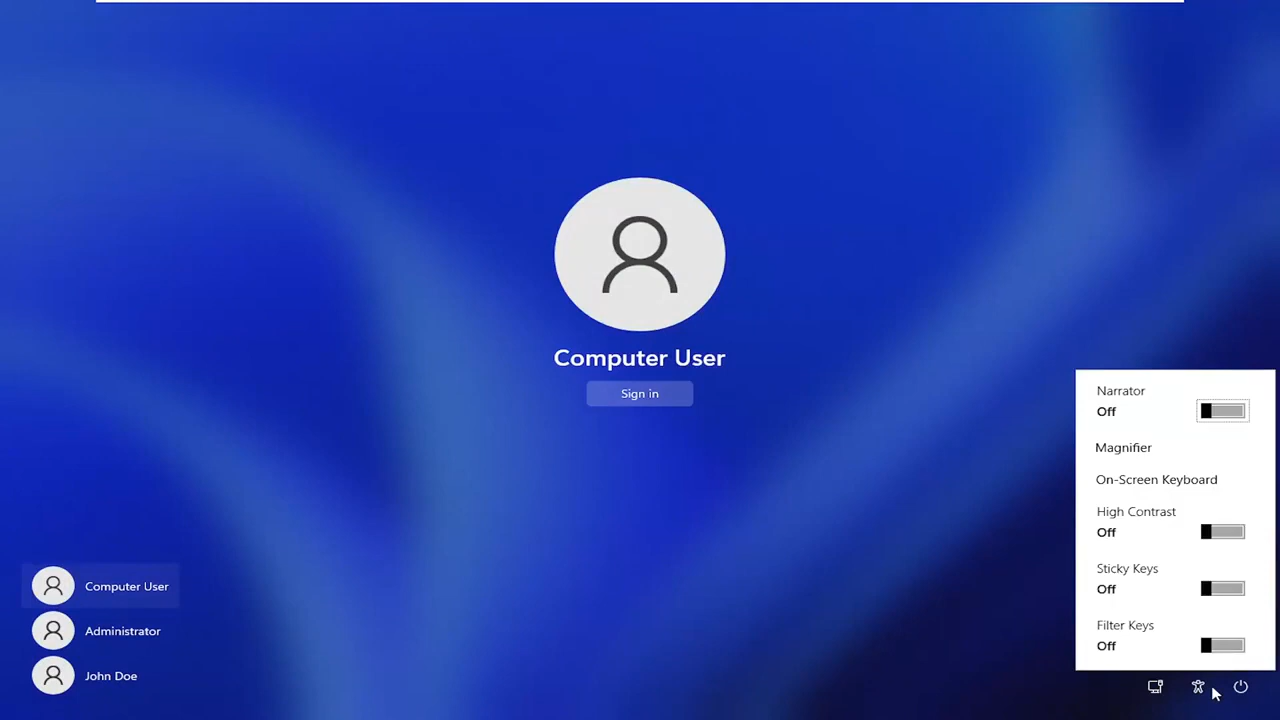 Computer User
Sign in
Narrator
Off
Magnifier
On-Screen Keyboard
High Contrast
Off
Sticky Keys
Off
Filter Keys
Off
Computer User
Administrator
John Doe